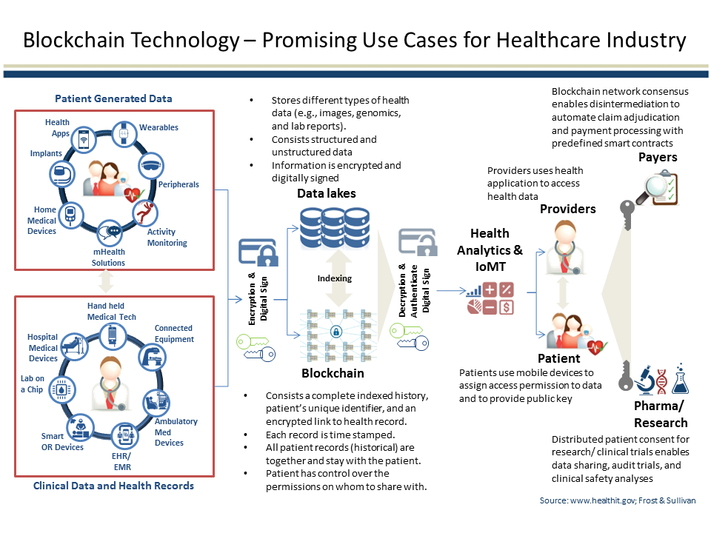 Blockchain Technology – Promising Use Cases for Healthcare Industry
Patient Generated Data
Health
Apps
Wearables
Implants
Peripherals
Home
Medical
Devices
Activity
Monitoring
mHealth
Solutions
Hand held
Medical Tech
Hospital
Medical
Devices
Connected
Equipment
Lab on
a Chip
Ambulatory
Med
Devices
Smart
OR Devices
EHR/
EMR
Clinical Data and Health Records
Encryption &
Digital Sign
• Stores different types of health
data (e.g., images, genomics,
and lab reports).
• Consists structured and
unstructured data
• Information is encrypted and
digitally signed
Data lakes
Indexing
Blockchain
• Consists a complete indexed history,
patient's unique identifier, and an
encrypted link to health record.
• Each record is time stamped.
• All patient records (historical) are
together and stay with the patient.
• Patient has control over the
permissions on whom to share with.
Decryption &
Authenticate
Digital Sign
Health
Analytics &
IoMT
Providers uses health
application to access
health data
Providers
Patient
Patients use mobile devices to
assign access permission to data
and to provide public key
Blockchain network consensus
enables disintermediation to
automate claim adjudication
and payment processing with
predefined smart contracts
Payers
Pharma/
Research
Distributed patient consent for
research/ clinical trials enables
data sharing, audit trials, and
clinical safety analyses
Source: www.healthit.gov; Frost & Sullivan